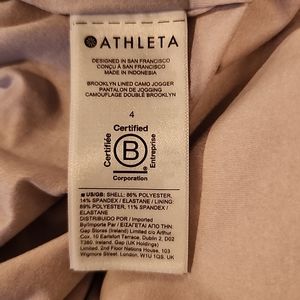 ATHLETA
DESIGNED IN SAN FRANCISCO
CONÇU À SAN FRANCISCO
MADE IN INDONESIA
BROOKLYN LINED CAMO JOGGER
PANTALON DE JOGGING
CAMOUFLAGE DOUBLÉ BROOKLYN
4
Certified
Certifiée
B
Entreprise
Corporation
US/GB: SHELL: 86% POLYESTER,
14% SPANDEX / ELASTANE / LINING:
89% POLYESTER, 11% SPANDEX /
ELASTANE
DISTRIBUIDO POR / Imported
By/Importé Par / ΕΙΣΑΓΕΤΑΙ ΑΠΟ ΤΗΝ
Gap Stores (Ireland) Limited c/o Arthur
Cox, 10 Earlsfort Terrace, Dublin 2, D02
T380, Ireland, Gap (UK Holdings)
Limited, 2nd Floor Nations House, 103
Wigmore Street, London, W1U 1QS, UK